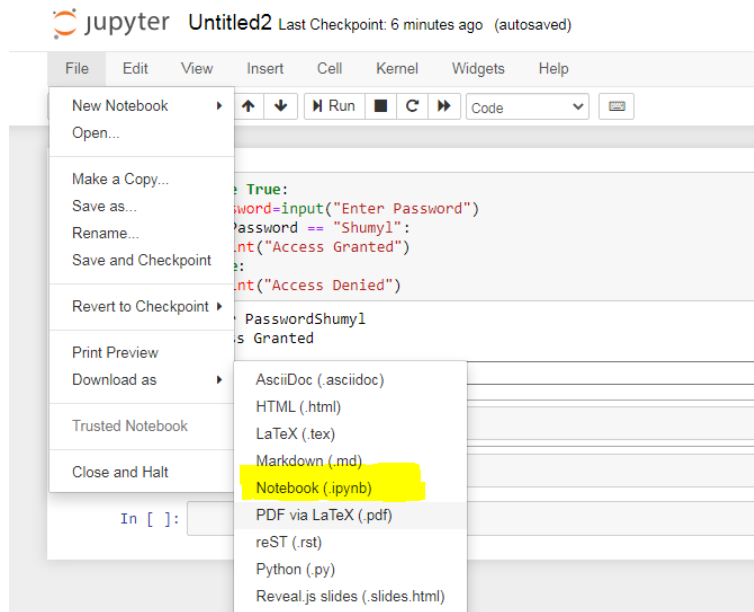 jupyter Untitled2 Last Checkpoint: 6 minutes ago (autosaved)
File Edit View Insert Cell Kernel Widgets Help
New Notebook
Run
Code
Open...
Make a Copy...
Save as...
Rename...
Save and Checkpoint
Revert to Checkpoint
Print Preview
Download as
Trusted Notebook
Close and Halt
True:
=input("Enter Password")
== "Shumyl":
("Access Granted")
:
("Access Denied")
PasswordShumyl
Granted
AsciiDoc (.asciidoc)
HTML (.html)
LaTeX (.tex)
Markdown (.md)
Notebook (.ipynb)
PDF via LaTeX (.pdf)
reST (.rst)
Python (.py)
Reveal.js slides (.slides.html)
In [ ]: